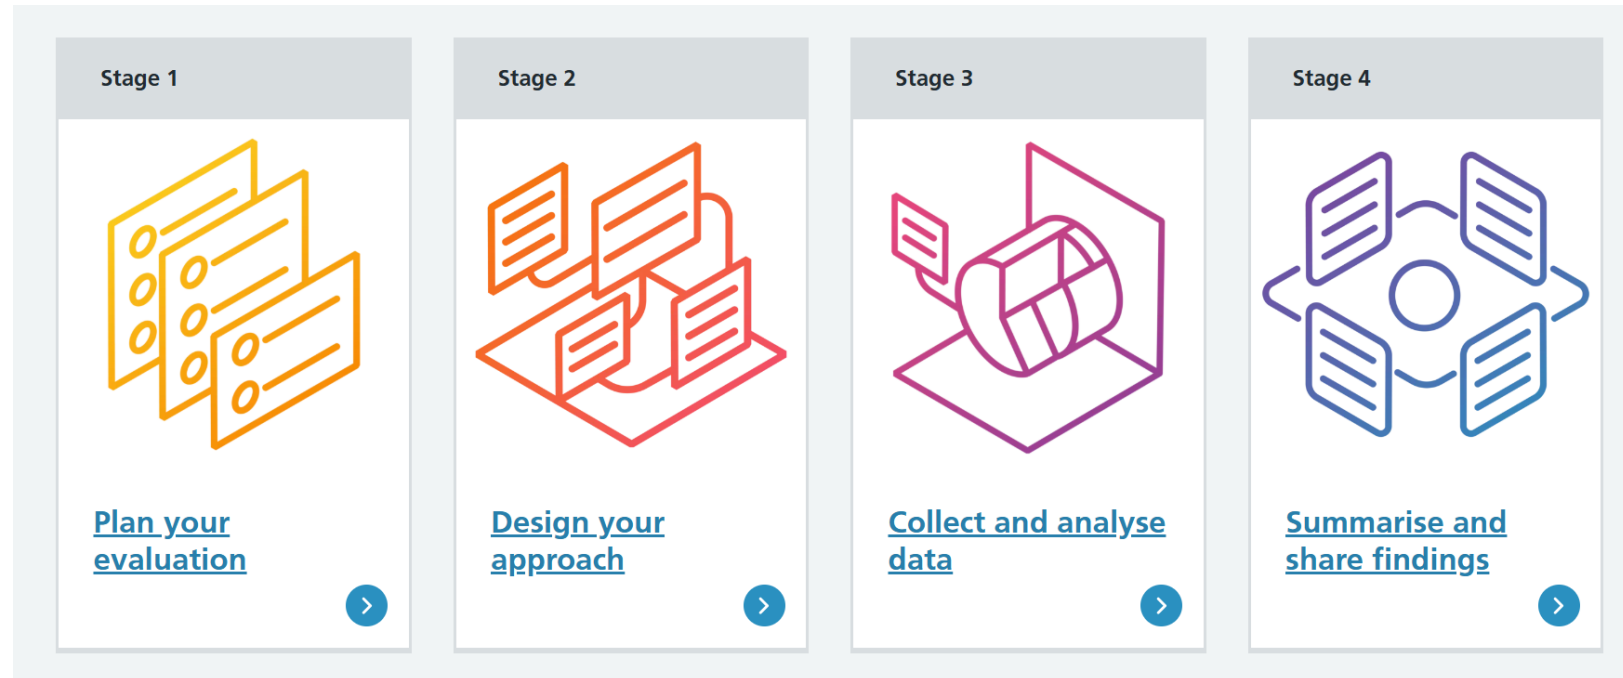 Stage 1
Plan your
evaluation
Stage 2
Design your
approach
Stage 3
Collect and analyse
data
Stage 4
Summarise and
share findings